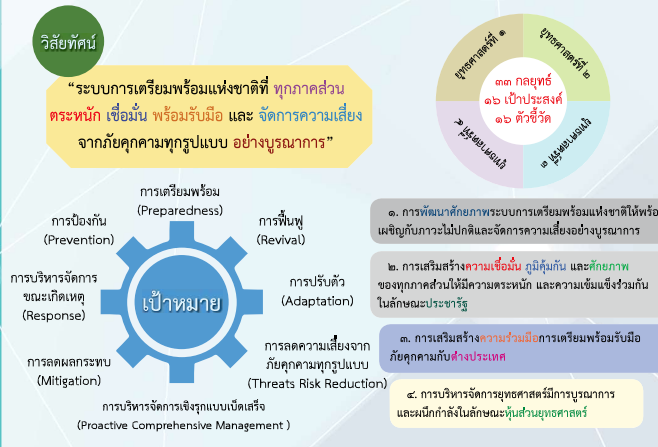 วิสัยทัศน์
“ระบบการเตรียมพร้อมแห่งชาติที่ ทุกภาคส่วน
ตระหนัก เชื่อมั่น พร้อมรับมือ และ จัดการความเสี่ยง
จากภัยคุกคามทุกรูปแบบ อย่างบูรณาการ”
ยุทธศาสตร์ที่ ๑
ยุทธศาสตร์ที่ ๒
๓๓ กลยุทธ์
๑๖ เป้าประสงค์
๑๖ ตัวชี้วัด
ยุทธศาสตร์ที่ ๔
ยุทธศาสตร์ที่ ๓
การเตรียมพร้อม
(Preparedness)
การป้องกัน
(Prevention)
การฟื้นฟู
(Revival)
การบริหารจัดการ
ขณะเกิดเหตุ
(Response)
เป้าหมาย
การปรับตัว
(Adaptation)
การลดผลกระทบ
(Mitigation)
การลดความเสี่ยงจาก
ภัยคุกคามทุกรูปแบบ
(Threats Risk Reduction)
การบริหารจัดการเชิงรุกแบบเบ็ดเสร็จ
(Proactive Comprehensive Management )
๑. การพัฒนาศักยภาพระบบการเตรียมพร้อมแห่งชาติให้พร้อ
เผชิญกับภาวะไม่ปกติและจัดการความเสี่ยงอย่างบูรณาการ
๒. การเสริมสร้างความเชื่อมั่น ภูมิคุ้มกัน และศักยภาพ
ของทุกภาคส่วนให้มีความตระหนัก และความเข้มแข็งร่วมกัน
ในลักษณะประชารัฐ
๓. การเสริมสร้างความร่วมมือการเตรียมพร้อมรับมือ
ภัยคุกคามกับต่างประเทศ
๔. การบริหารจัดการยุทธศาสตร์มีการบูรณาการ
และผนึกกำลังในลักษณะหุ้นส่วนยุทธศาสตร์